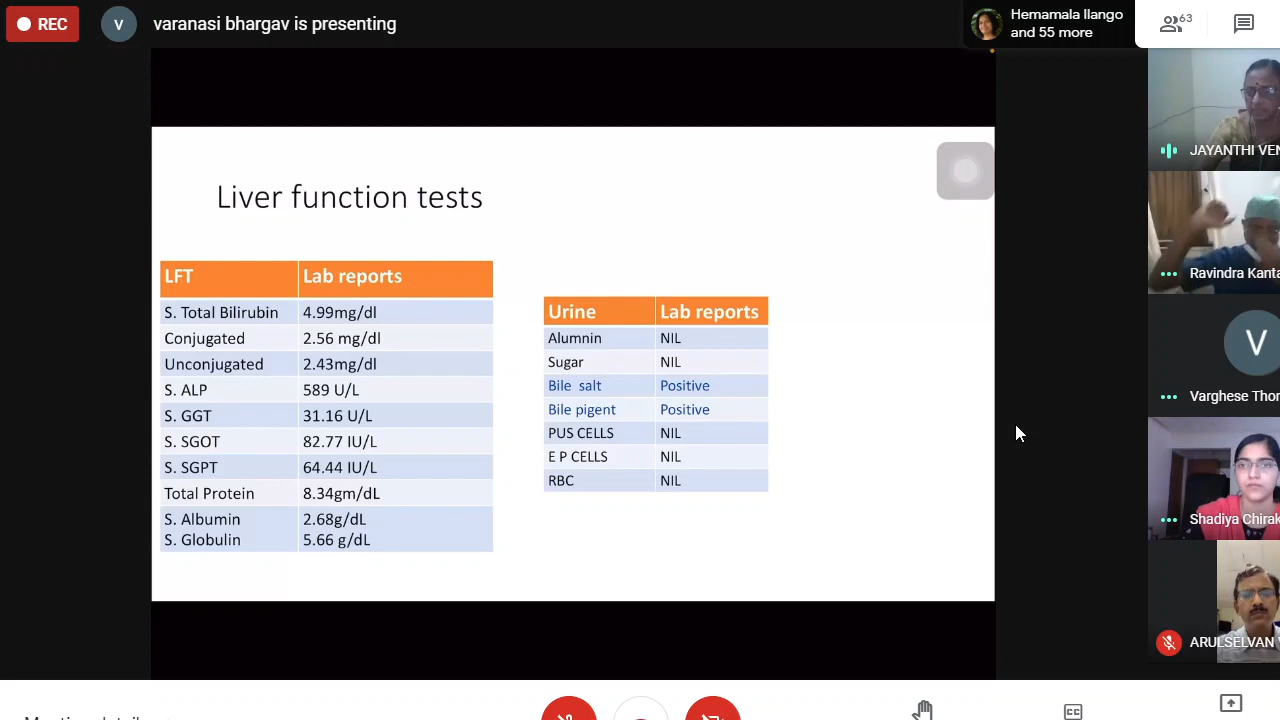 REC
V
varanasi bhargav is presenting
Hemamala Ilango
and 55 more
63
Liver function tests
LFT Lab reports
S. Total Bilirubin 4.99mg/dl
Conjugated 2.56 mg/dl
Unconjugated 2.43mg/dl
S. ALP 589 U/L
S. GGT 31.16 U/L
S. SGOT 82.77 IU/L
S. SGPT 64.44 IU/L
Total Protein 8.34gm/dL
S. Albumin 2.68g/dL
S. Globulin 5.66 g/dL
Urine Lab reports
Alumnin NIL
Sugar NIL
Bile salt Positive
Bile pigent Positive
PUS CELLS NIL
E P CELLS NIL
RBC NIL
JAYANTHI VEN
Ravindra Kanta
V
Varghese Thor
Shadiya Chirak
ARULSELVAN V
CC